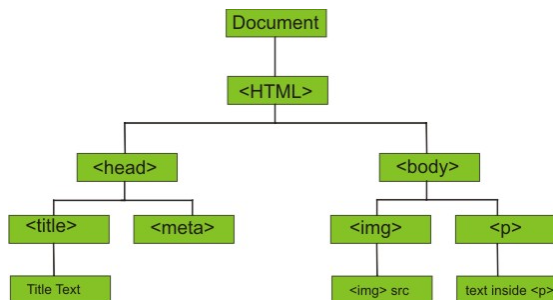 Document
<HTML>
<head>
<body>
<title>
<meta>
<img>
<p>
Title Text
<img> src
text inside <p>